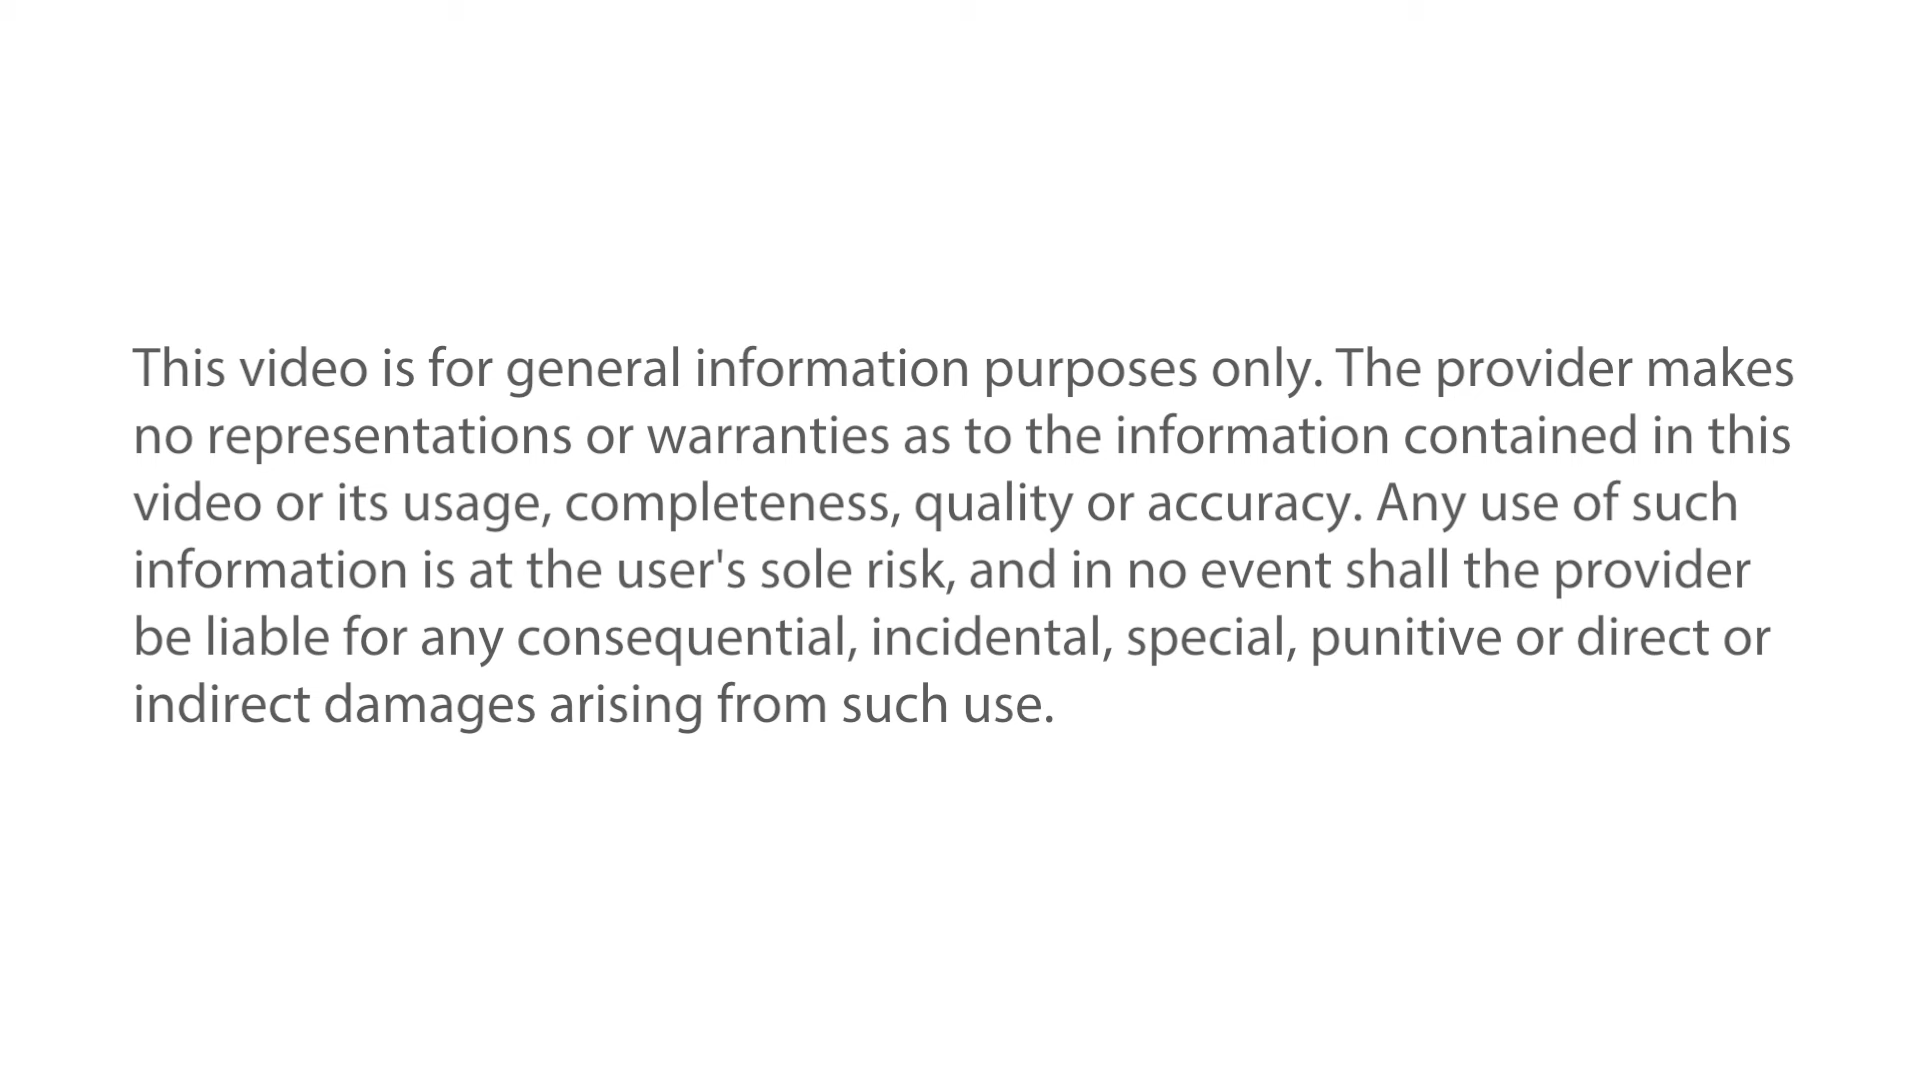 This video is for general information purposes only. The provider makes
no representations or warranties as to the information contained in this
video or its usage, completeness, quality or accuracy. Any use of such
information is at the user's sole risk, and in no event shall the provider
be liable for any consequential, incidental, special, punitive or direct or
indirect damages arising from such use.